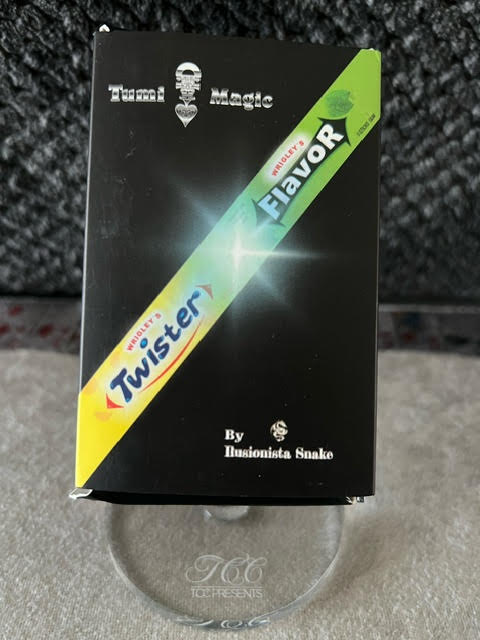 Tumi Magic
WRIGLEY'S
FlavoR
WRIGLEY'S
Twister
By
Ilusionista Snake
TCC
TCC PRESENTS